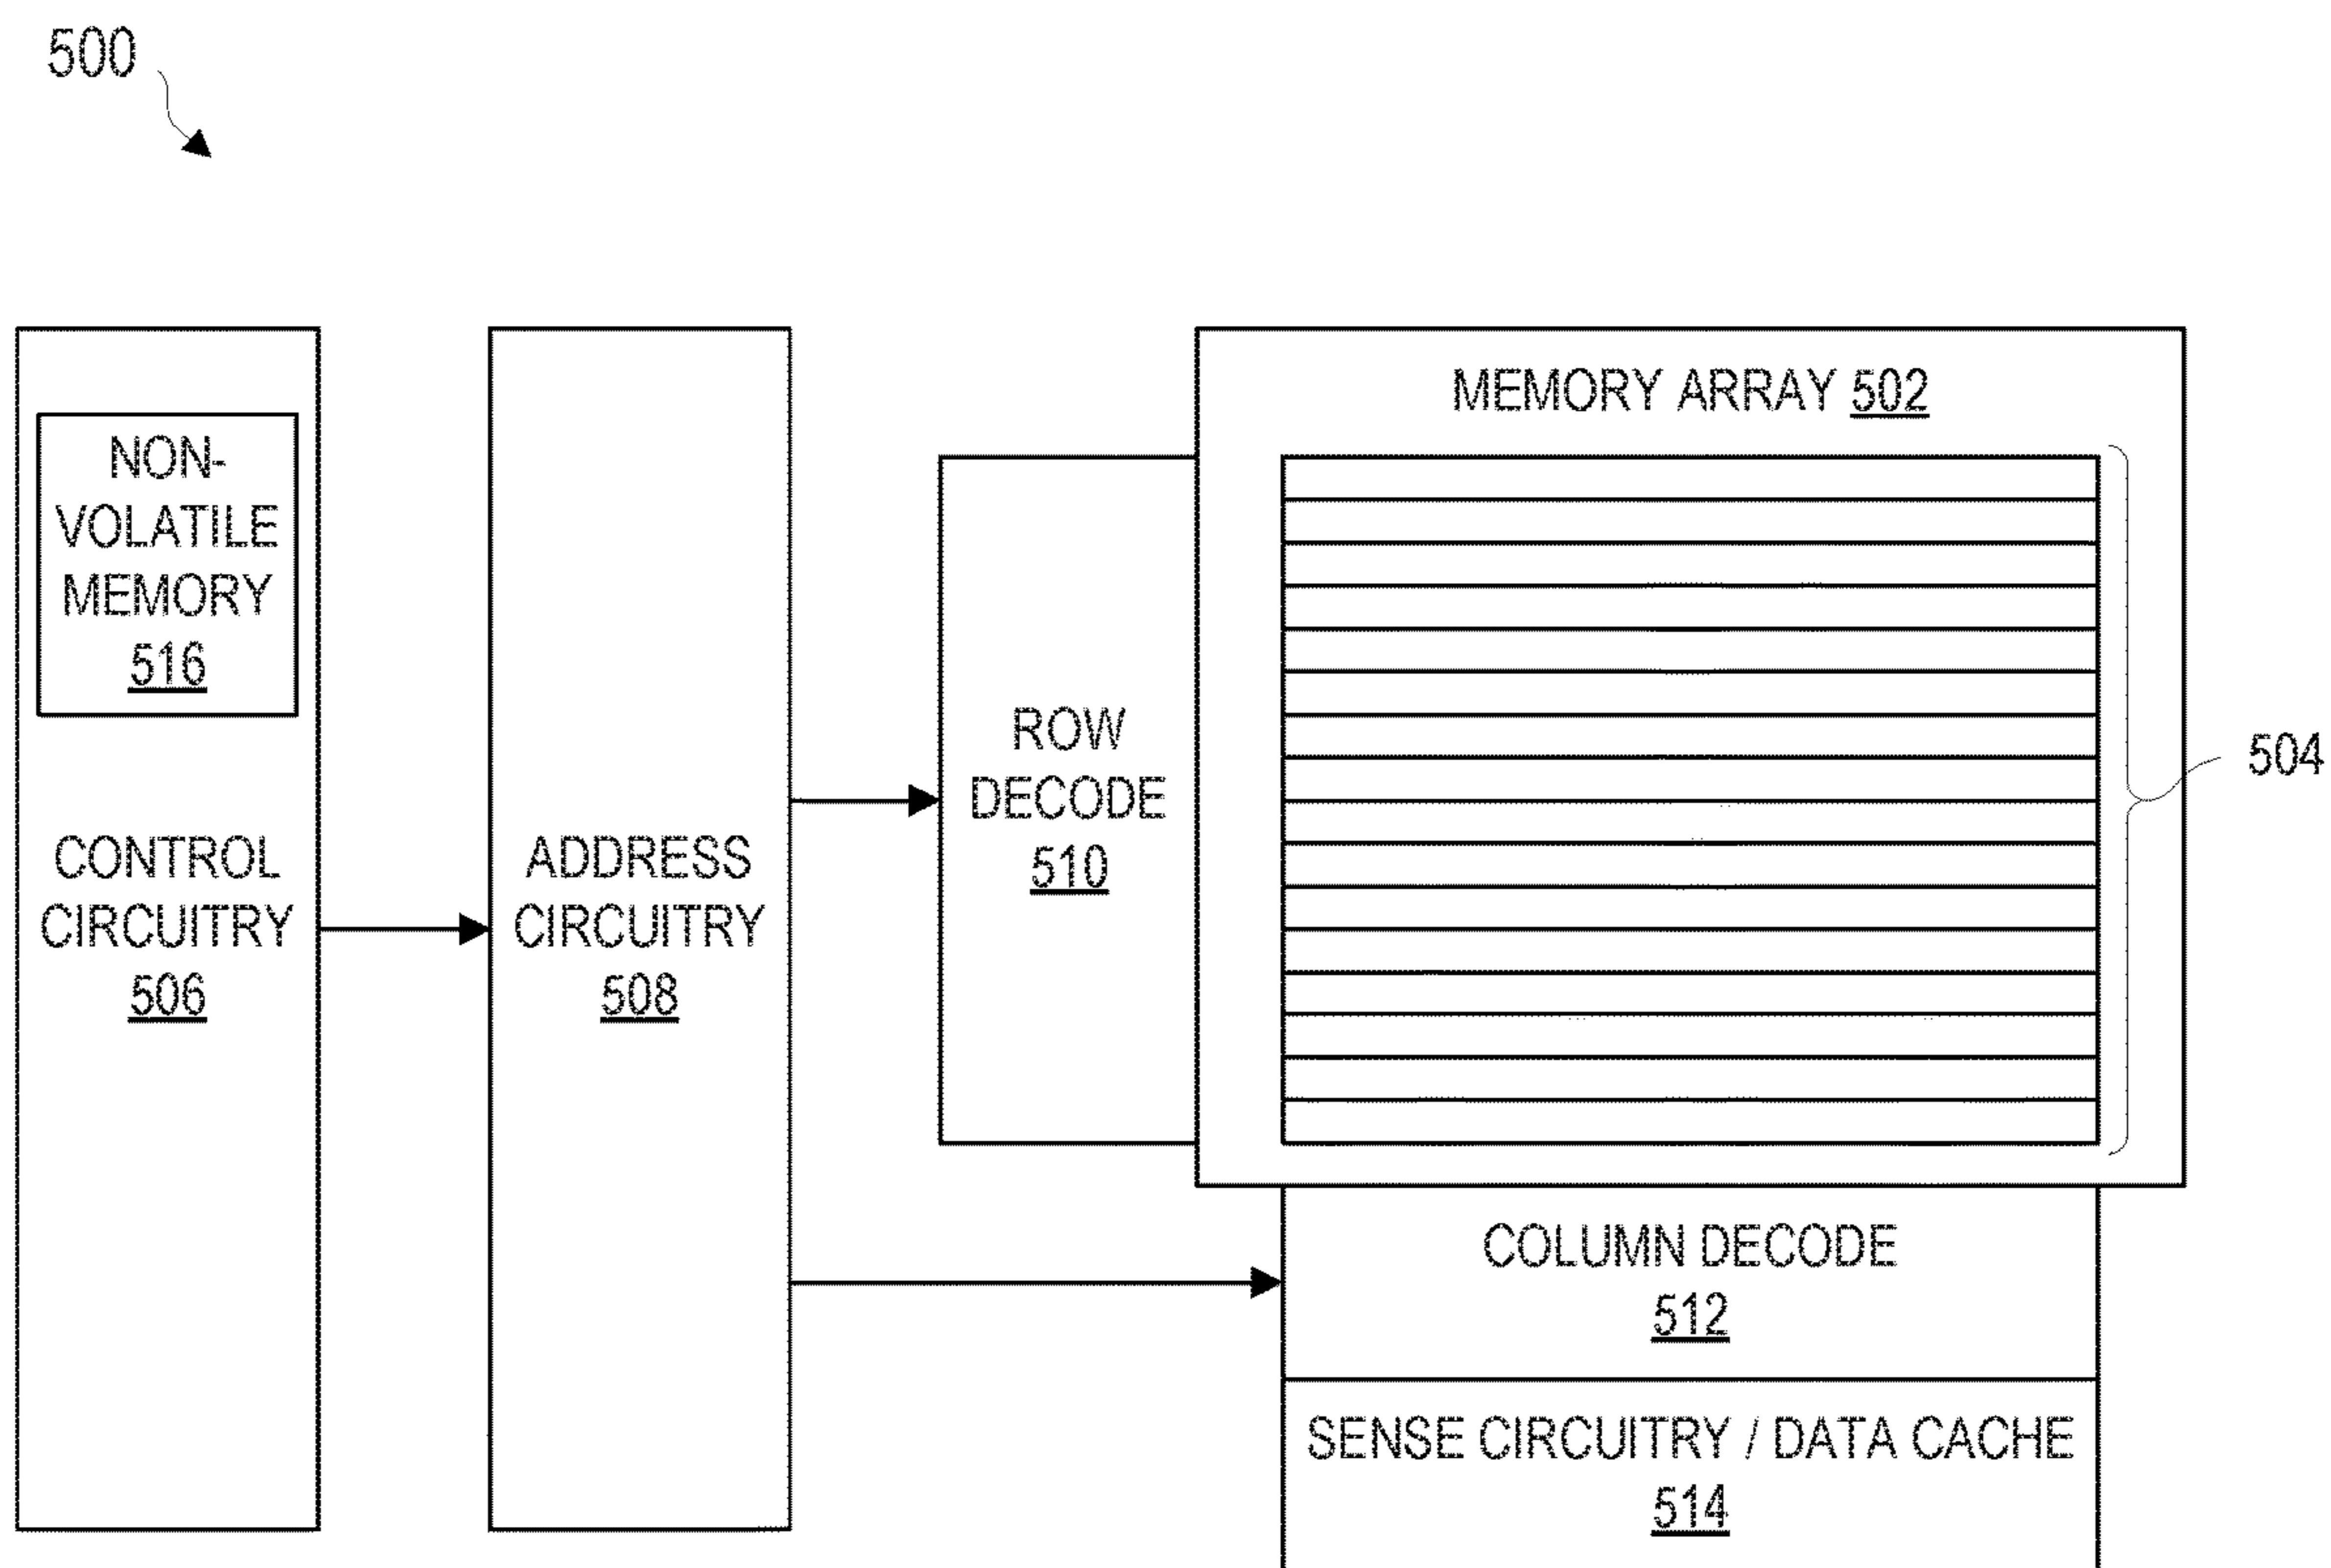 500
NON-
VOLATILE
MEMORY
516
CONTROL
CIRCUITRY
506
ADDRESS
CIRCUITRY
508
ROW
DECODE
510
MEMORY ARRAY 502
504
COLUMN DECODE
512
SENSE CIRCUITRY / DATA CACHE
514